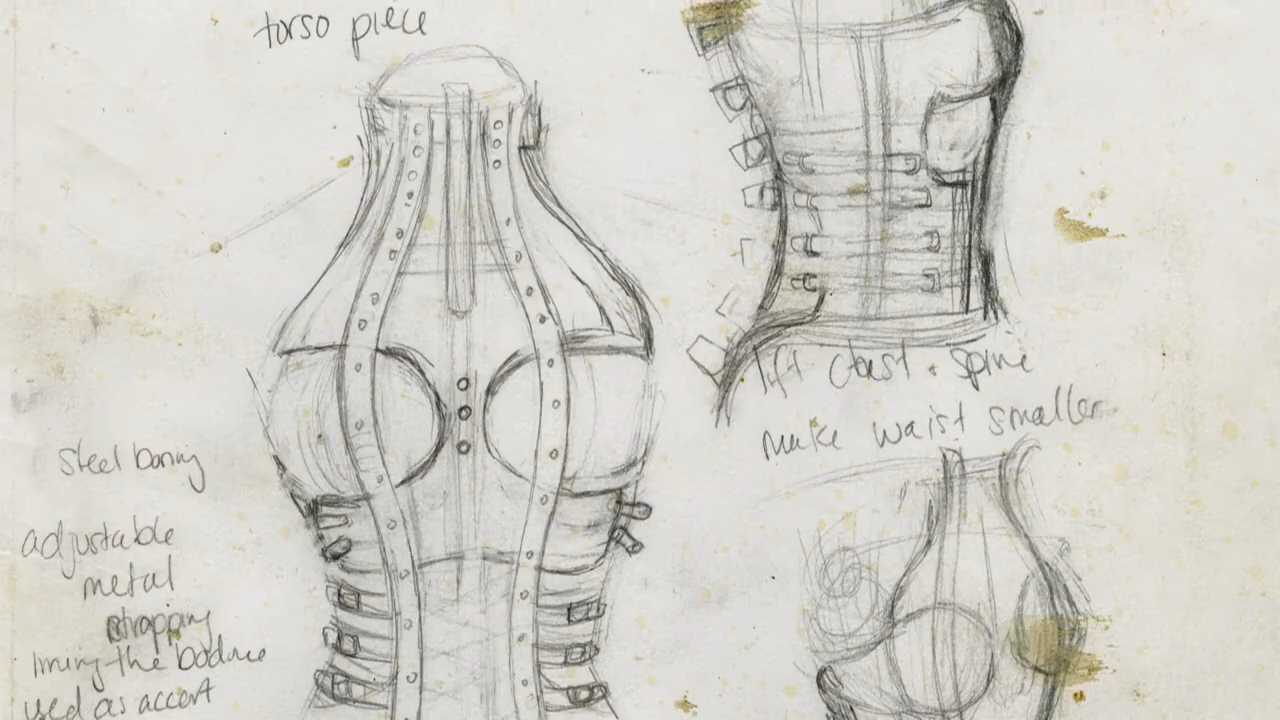 torso piece
lift chest. spine
make waist smaller
steel boning
adjustable
metal
strapping
lining the bodice
used as accent